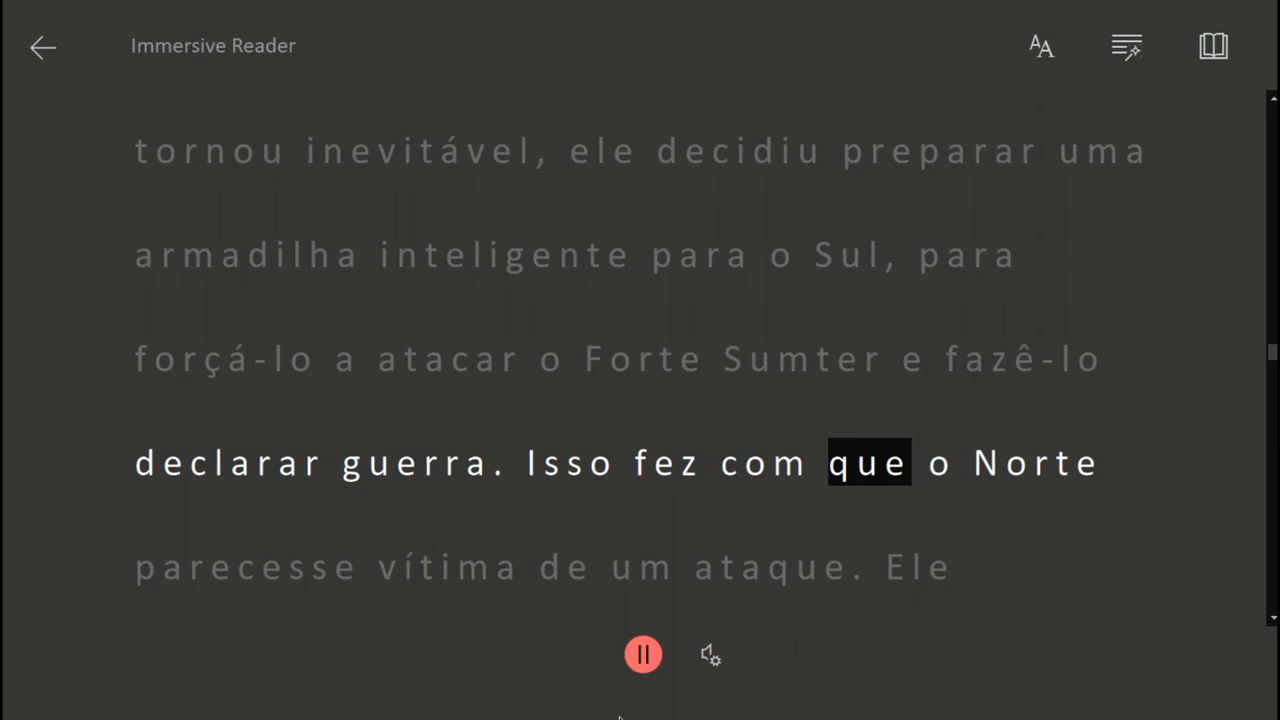 Immersive Reader
tornou inevitável, ele decidiu preparar uma
armadilha inteligente para o Sul, para
forçá-lo a atacar o Forte Sumter e fazê-lo
declarar guerra. Isso fez com que o Norte
parecesse vítima de um ataque. Ele